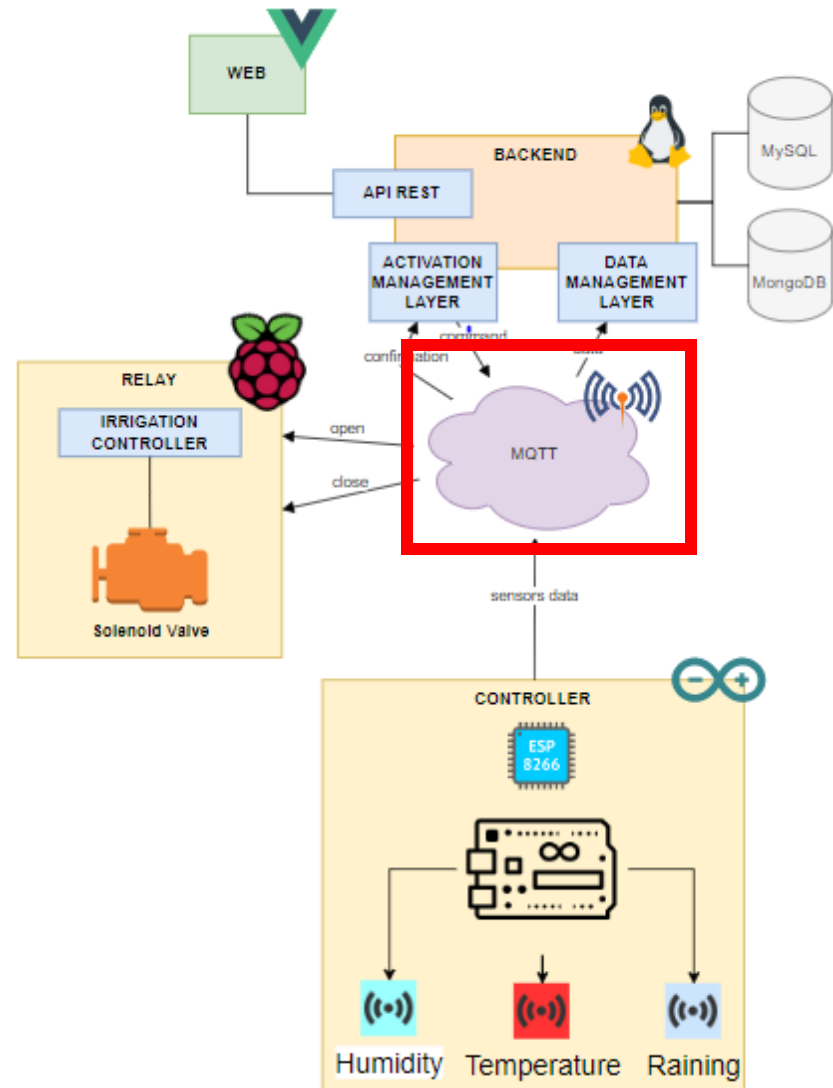 WEB
BACKEND
MySQL
API REST
ACTIVATION
MANAGEMENT
LAYER
DATA
MANAGEMENT
LAYER
MongoDB
command
RELAY
IRRIGATION
CONTROLLER
open
MQTT
close
Solenoid Valve
sensors data
CONTROLLER
ESP
8266
Humidity
Temperature
Raining